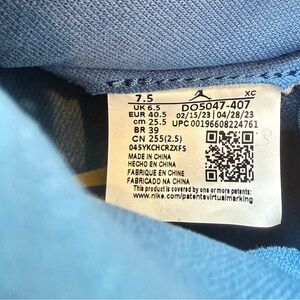 7.5 XC
UK 6.5 DO5047-407
EUR 40.5 02/15/23 | 04/28/23
cm 25.5 UPC 00196608224761
BR 39
CN 255(2.5)
045YKCHCRZXFS
MADE IN CHINA
HECHO EN CHINA
FABRIQUE EN CHINE
FABRICADO NA CHINA
This product is covered by one or more patents:
www.nike.com/patentsvirtualmarking